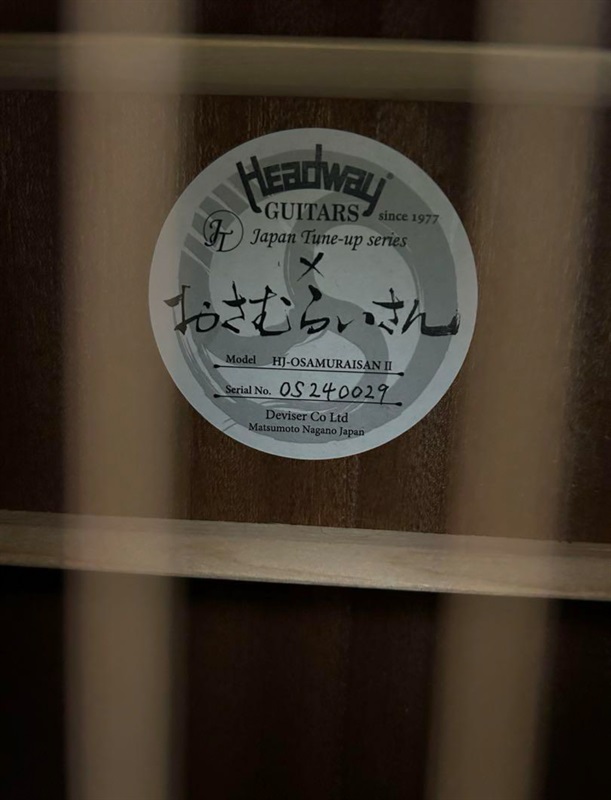 Headway
GUITARS since 1977
JT Japan Tune-up series
×
おさむらいさん
Model HJ-OSAMURAISAN II
Serial No. OS240029
Deviser Co Ltd
Matsumoto Nagano Japan